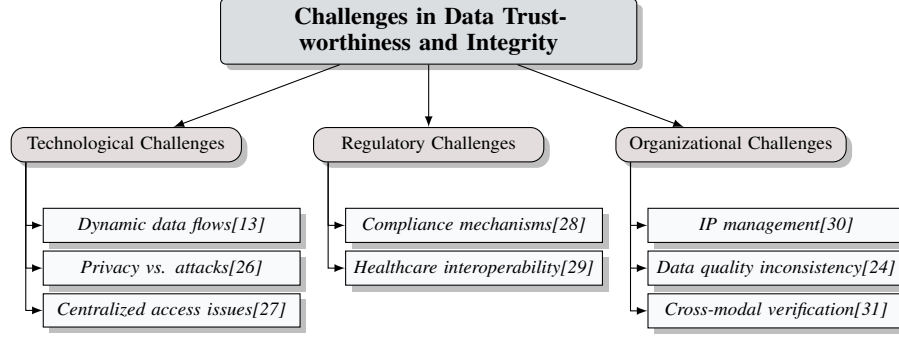 Challenges in Data Trust-
worthiness and Integrity
Technological Challenges
Regulatory Challenges
Organizational Challenges
Dynamic data flows[13]
Privacy vs. attacks[26]
Centralized access issues[27]
Compliance mechanisms[28]
Healthcare interoperability[29]
IP management[30]
Data quality inconsistency[24]
Cross-modal verification[31]